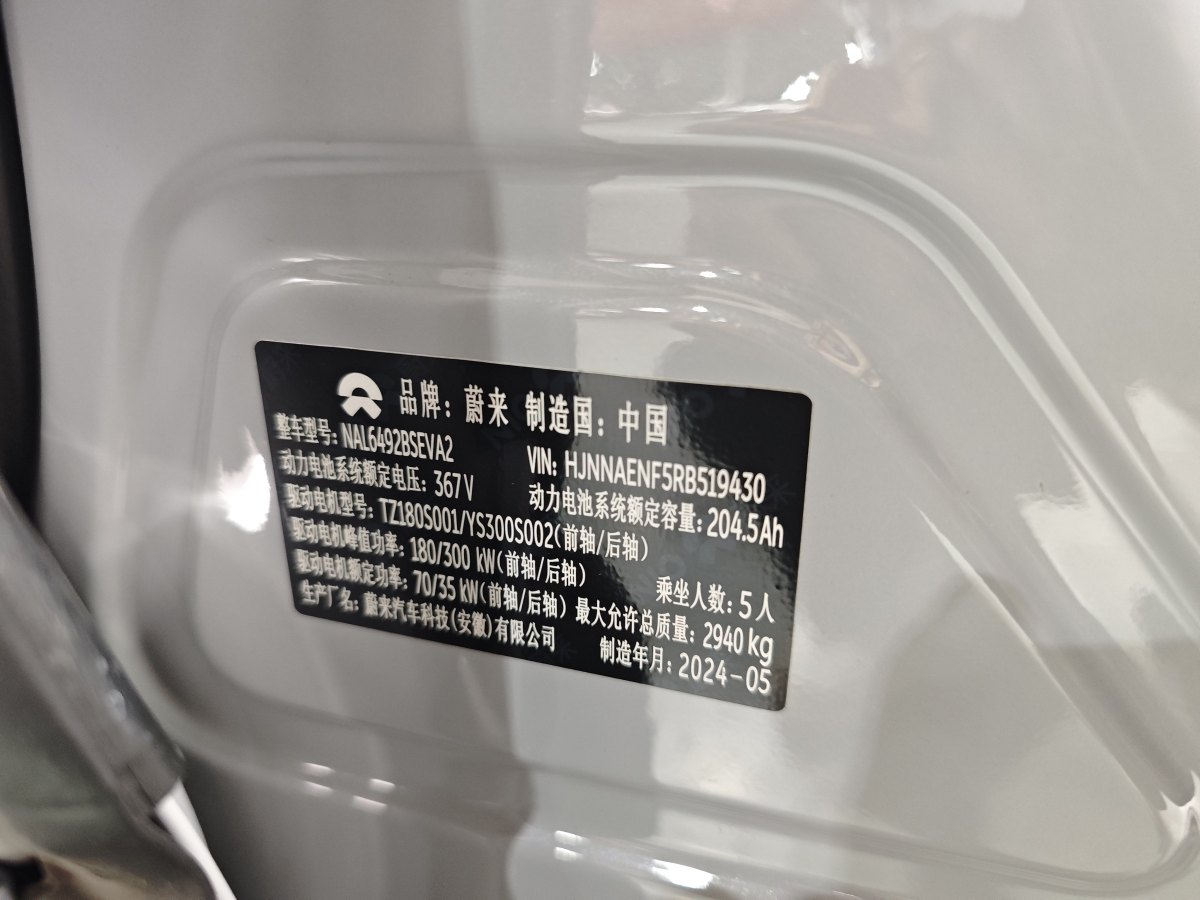 品牌：蔚来 制造国：中国
整车型号：NAL6492BSEVA2 VIN：HJNNAENF5RB519430
动力电池系统额定电压：367V 动力电池系统额定容量：204.5Ah
驱动电机型号：TZ180S001/YS300S002(前轴/后轴)
驱动电机峰值功率：180/300 kW(前轴/后轴) 乘坐人数：5人
驱动电机额定功率：70/35 kW(前轴/后轴) 最大允许总质量：2940kg
生产厂名：蔚来汽车科技(安徽)有限公司 制造年月：2024-05